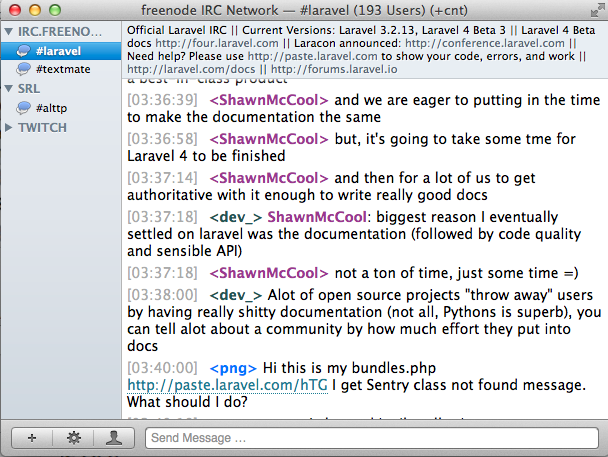 freenode IRC Network — #laravel (193 Users) (+cnt)
IRC.FREENO...
#laravel
#textmate
SRL
#alttp
TWITCH
Official Laravel IRC || Current Versions: Laravel 3.2.13, Laravel 4 Beta 3 || Laravel 4 Beta
docs http://four.laravel.com || Laracon announced: http://conference.laravel.com ||
Need help? Please use http://paste.laravel.com to show your code, errors, and work ||
http://laravel.com/docs || http://forums.laravel.io
a best-in-class product
[03:36:39] <ShawnMcCool> and we are eager to putting in the time
to make the documentation the same
[03:36:58] <ShawnMcCool> but, it's going to take some tme for
Laravel 4 to be finished
[03:37:14] <ShawnMcCool> and then for a lot of us to get
authoritative with it enough to write really good docs
[03:37:18] <dev_> ShawnMcCool: biggest reason I eventually
settled on laravel was the documentation (followed by code quality
and sensible API)
[03:37:18] <ShawnMcCool> not a ton of time, just some time =)
[03:38:00] <dev_> Alot of open source projects "throw away" users
by having really shitty documentation (not all, Pythons is superb), you
can tell alot about a community by how much effort they put into
docs
[03:40:00] <png> Hi this is my bundles.php
http://paste.laravel.com/hTG I get Sentry class not found message.
What should I do?
Send Message ...